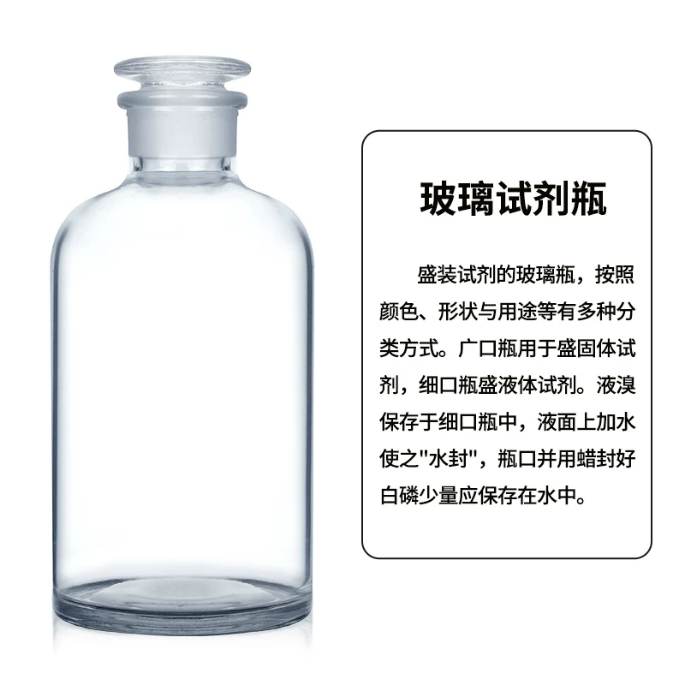 玻璃试剂瓶
盛装试剂的玻璃瓶，按照
颜色、形状与用途等有多种分
类方式。广口瓶用于盛固体试
剂，细口瓶盛液体试剂。液溴
保存于细口瓶中，液面上加水
使之"水封"，瓶口并用蜡封好
白磷少量应保存在水中。